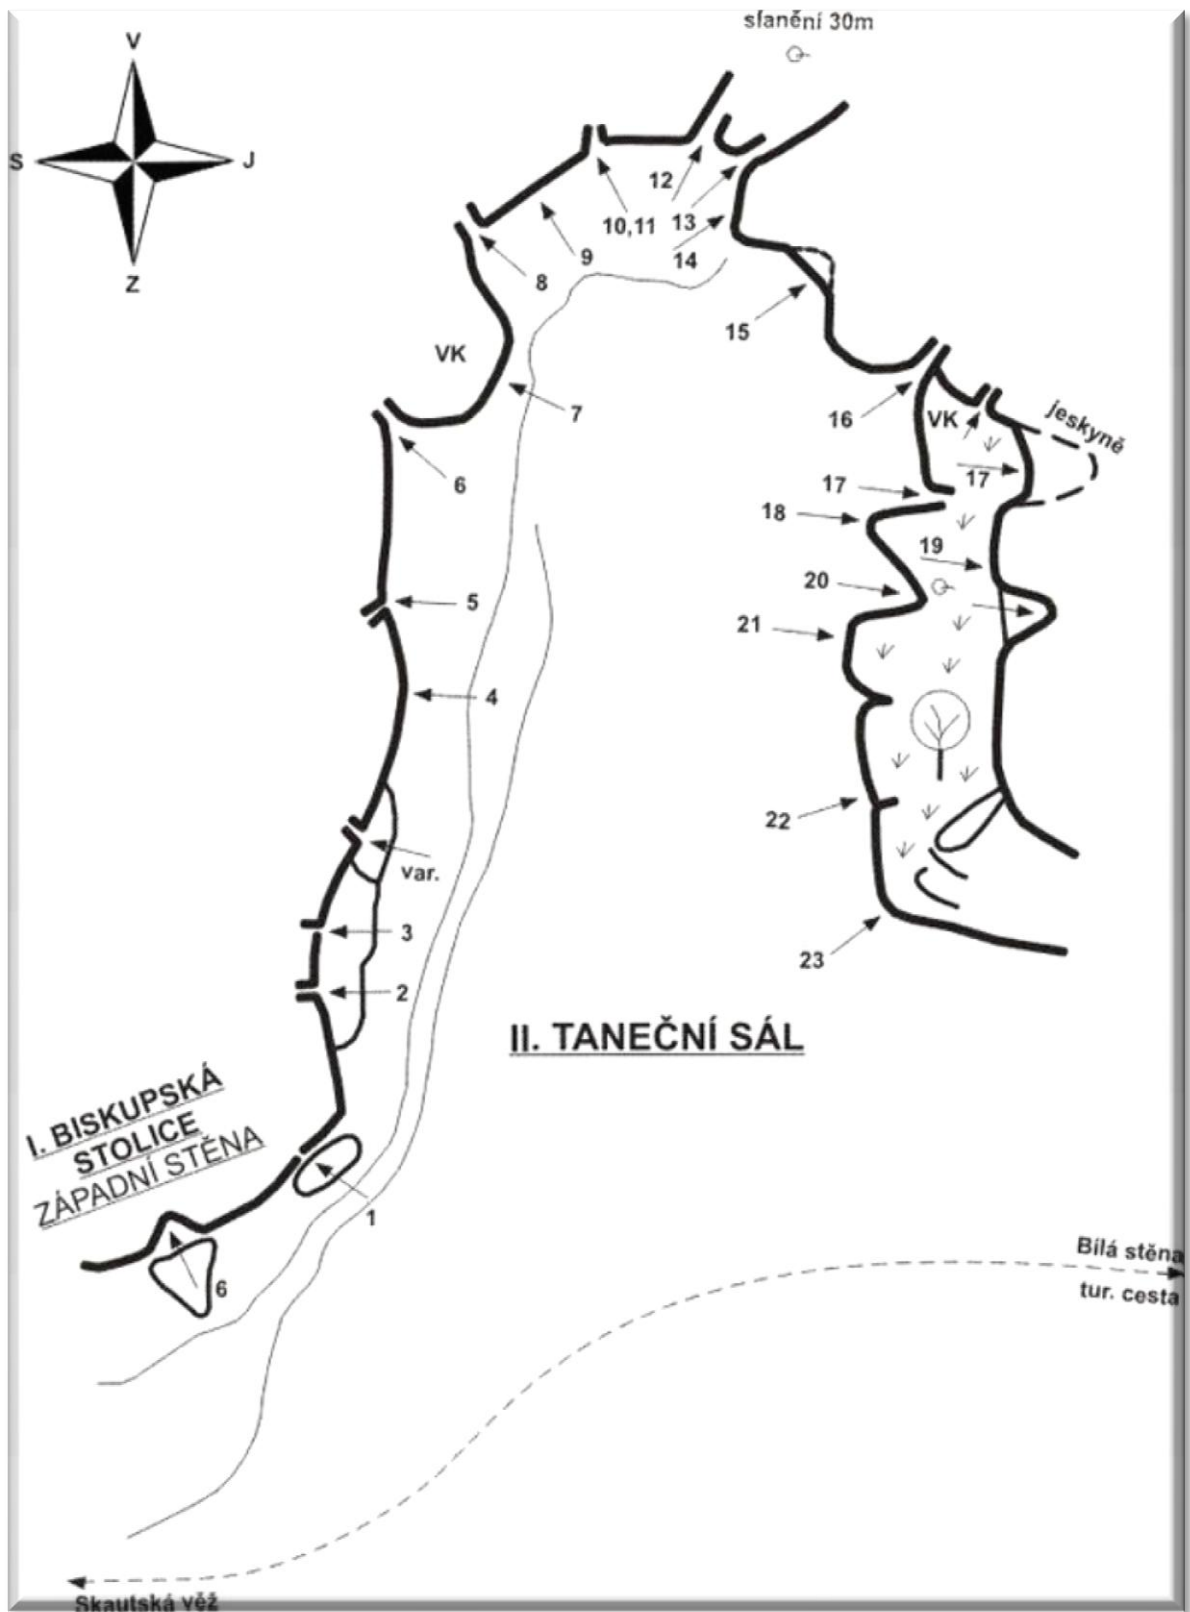 slanění 30m
V
S
J
Z
12
10,11
13
9
14
8
15
VK
7
16
VK
jeskyně
6
17
17
18
19
20
5
21
4
22
var.
3
23
2
II. TANEČNÍ SÁL
I. BISKUPSKÁ
STOLICE
ZÁPADNÍ STĚNA
1
6
Bílá stěna
tur. cesta
Skautská věž